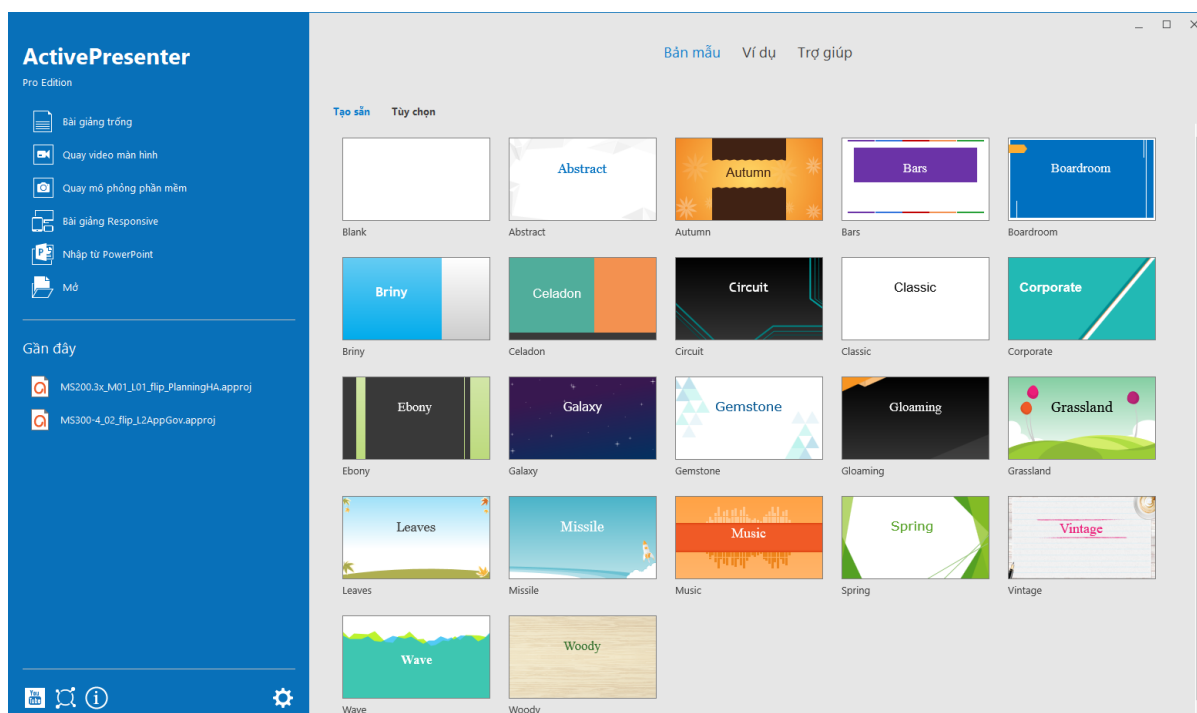 ActivePresenter
Pro Edition
Bài giảng trống
Quay video màn hình
Quay mô phỏng phần mềm
Bài giảng Responsive
Nhập từ PowerPoint
Mở
Gần đây
MS200.3x_M01_L01_flip_PlanningHA.approj
MS300-4_02_flip_L2AppGov.approj
You
Tube
Bản mẫu Ví dụ Trợ giúp
Tạo sẵn Tùy chọn
Abstract Autumn Bars Boardroom
Blank Abstract Autumn Bars Boardroom
Briny Celadon Circuit Classic Corporate
Briny Celadon Circuit Classic Corporate
Ebony Galaxy Gemstone Gloaming Grassland
Ebony Galaxy Gemstone Gloaming Grassland
Leaves Missile Music Spring Vintage
Leaves Missile Music Spring Vintage
Wave Woody
Wave Woody